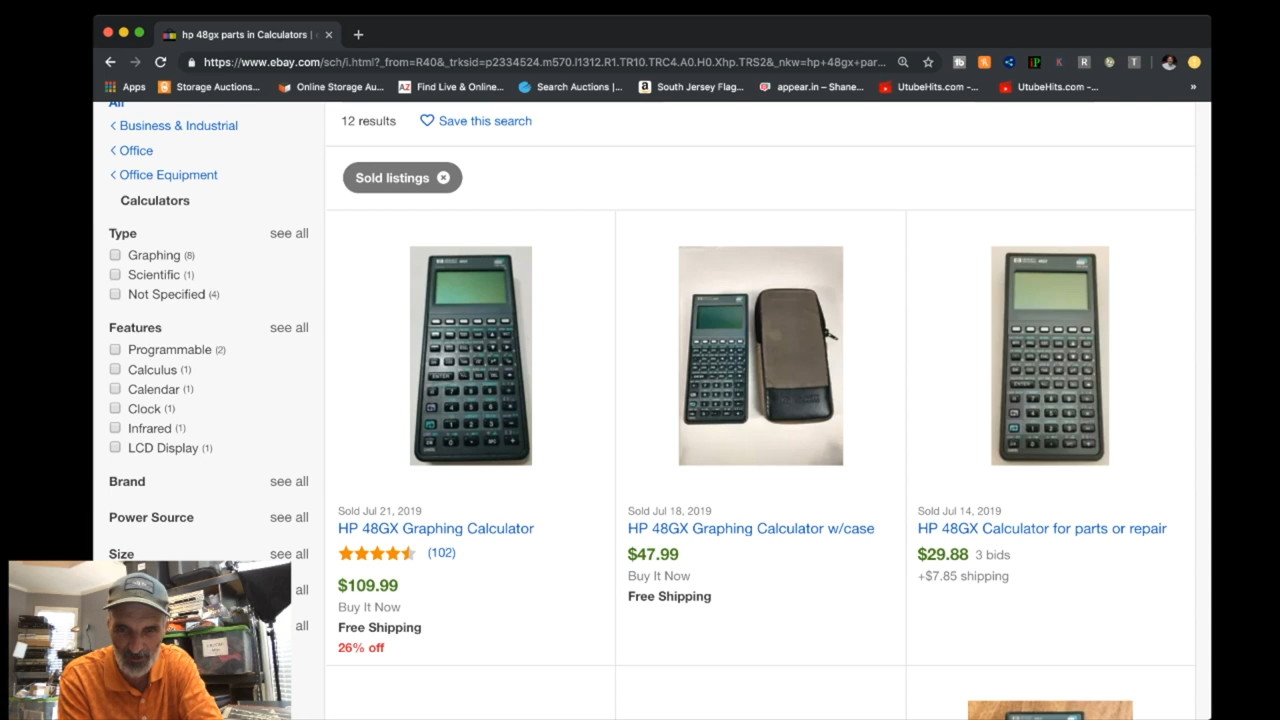 hp 48gx parts in Calculators |
https://www.ebay.com/sch/i.html?_from=R40&_trksid=p2334524.m570.l1312.R1.TR10.TRC4.A0.H0.Xhp.TRS2&_nkw=hp+48gx+par...
Apps Storage Auctions... Online Storage Au... Find Live & Online... Search Auctions |... South Jersey Flag... appear.in – Shane... UtubeHits.com –... UtubeHits.com –... »
All
Business & Industrial
Office
Office Equipment
Calculators
Type see all
Graphing (8)
Scientific (1)
Not Specified (4)
Features see all
Programmable (2)
Calculus (1)
Calendar (1)
Clock (1)
Infrared (1)
LCD Display (1)
Brand see all
Power Source see all
Size see all
all
all
12 results Save this search
Sold listings
Sold Jul 21, 2019
HP 48GX Graphing Calculator
(102)
$109.99
Buy It Now
Free Shipping
26% off
Sold Jul 18, 2019
HP 48GX Graphing Calculator w/case
$47.99
Buy It Now
Free Shipping
Sold Jul 14, 2019
HP 48GX Calculator for parts or repair
$29.88 3 bids
+$7.85 shipping